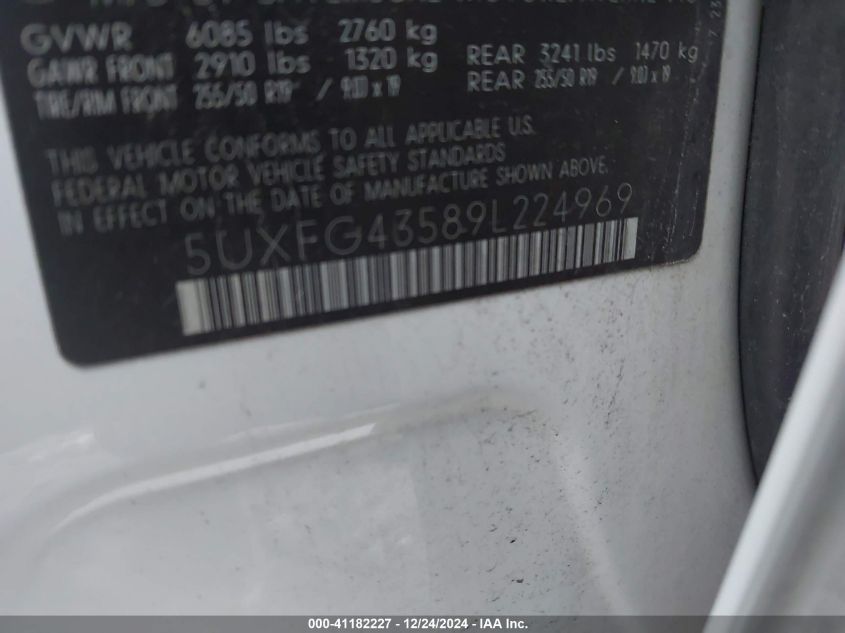 GVWR 6085 lbs 2760 kg
GAWR FRONT 2910 lbs 1320 kg REAR 3241 lbs 1470 kg
TIRE/RIM FRONT 255/50 R19 / 9.0J x 19 REAR 255/50 R19 / 9.0J x 19
THIS VEHICLE CONFORMS TO ALL APPLICABLE U.S.
FEDERAL MOTOR VEHICLE SAFETY STANDARDS
IN EFFECT ON THE DATE OF MANUFACTURE SHOWN ABOVE.
5UXFG43589L224969
000-41182227 - 12/24/2024 - IAA Inc.